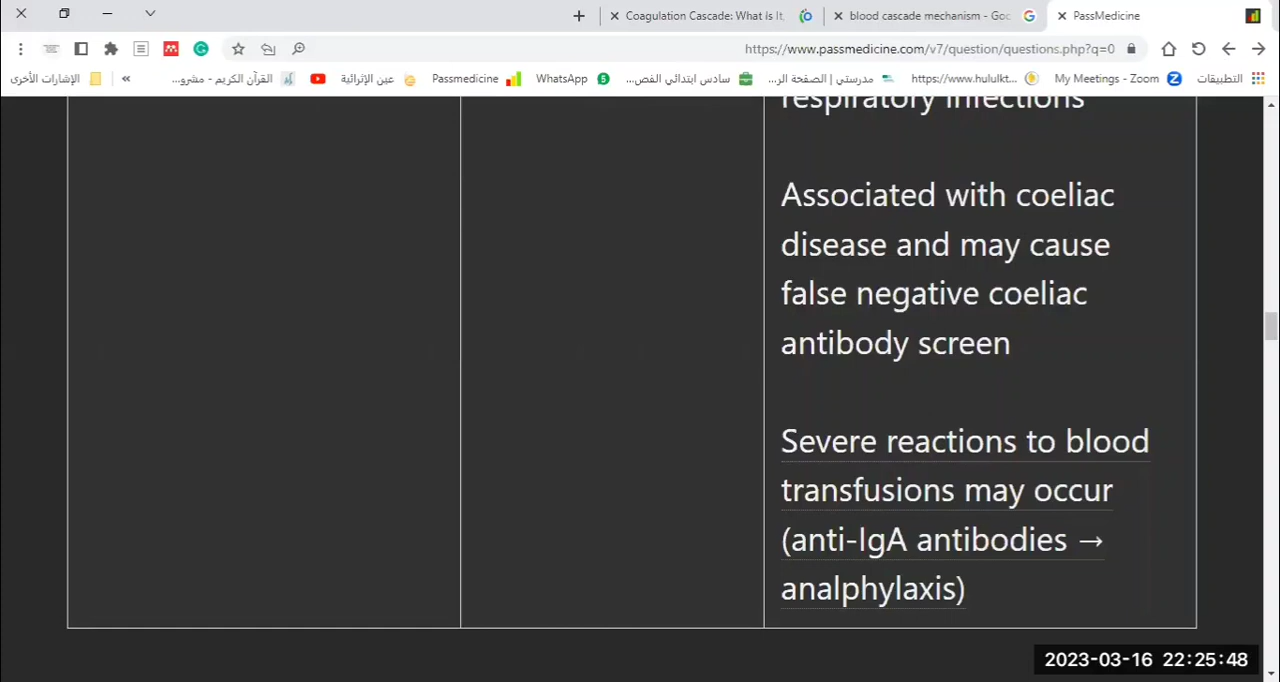 Coagulation Cascade: What is It,
blood cascade mechanism - Goo
PassMedicine
https://www.passmedicine.com/v7/question/questions.php?q=0
الإشارات الأخرى
»
القرآن الكريم - مشرو...
عين الإثرائية
Passmedicine
WhatsApp
سادس ابتدائي الفص...
مدرستي | الصفحة الر...
https://www.hululkt...
My Meetings - Zoom
التطبيقات
respiratory infections
Associated with coeliac
disease and may cause
false negative coeliac
antibody screen
Severe reactions to blood
transfusions may occur
(anti-IgA antibodies →
analphylaxis)
2023-03-16 22:25:48